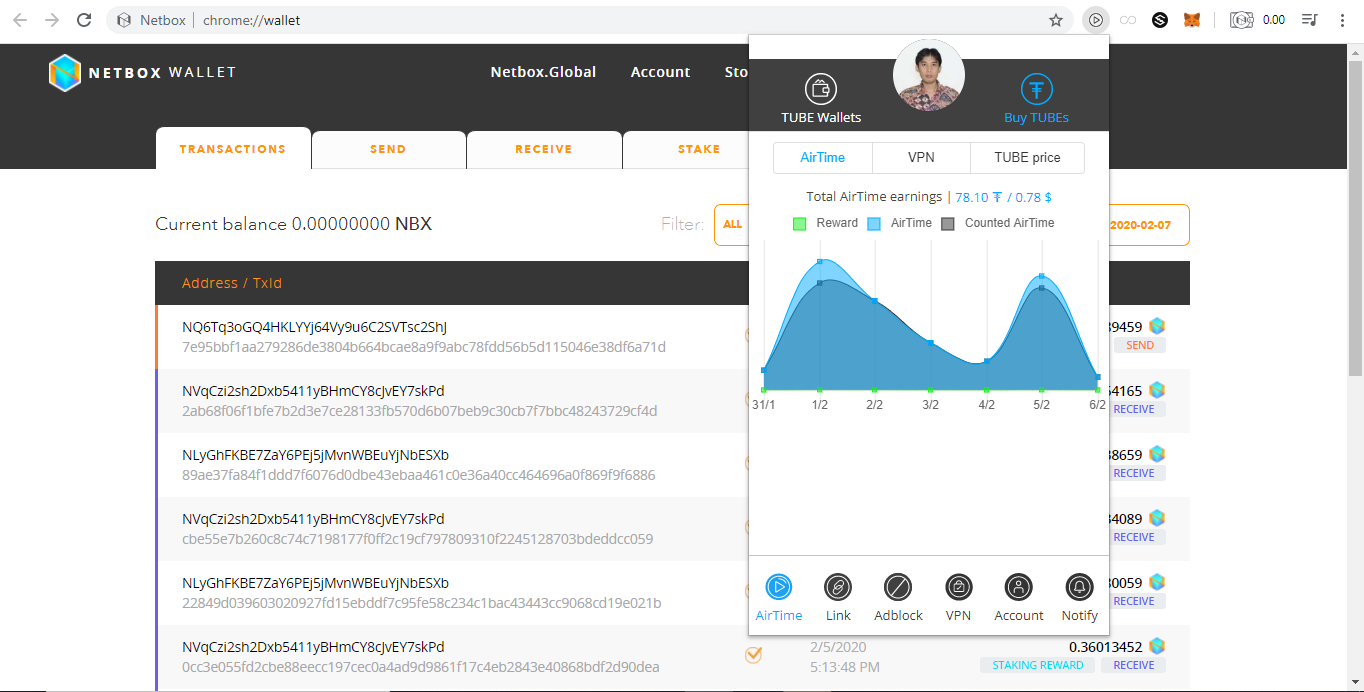 Netbox chrome://wallet 0.00
NETBOX WALLET
Netbox.Global Account
TUBE Wallets Buy TUBEs
TRANSACTIONS SEND RECEIVE STAKE
AirTime VPN TUBE price
Total AirTime earnings | 78.10 ₮ / 0.78 $
Reward AirTime Counted AirTime
Current balance 0.00000000 NBX Filter: ALL 2020-02-07
Address / TxId
NQ6Tq3oGQ4HKLYYj64Vy9u6C2SVTsc2ShJ 39459
7e95bbf1aa279286de3804b664bcae8a9f9abc78fdd56b5d115046e38df6a71d SEND
NVqCzi2sh2Dxb5411yBHmCY8cJvEY7skPd 54165
2ab68f06f1bfe7b2d3e7ce28133fb570d6b07beb9c30cb7f7bbc48243729cf4d RECEIVE
31/1 1/2 2/2 3/2 4/2 5/2 6/2
NLyGhFKBE7ZaY6PEj5jMvnWBEuYjNbESXb 38659
89ae37fa84f1ddd7f6076d0dbe43ebaa461c0e36a40cc464696a0f869f9f6886 RECEIVE
NVqCzi2sh2Dxb5411yBHmCY8cJvEY7skPd 34089
cbe55e7b260c8c74c7198177f0ff2c19cf797809310f2245128703bdeddcc059 RECEIVE
NLyGhFKBE7ZaY6PEj5jMvnWBEuYjNbESXb 30059
22849d039603020927fd15ebddf7c95fe58c234c1bac43443cc9068cd19e021b RECEIVE
AirTime Link Adblock VPN Account Notify
NVqCzi2sh2Dxb5411yBHmCY8cJvEY7skPd 2/5/2020 0.36013452
0cc3e055fd2cbe88eecc197cec0a4ad9d9861f17c4eb2843e40868bdf2d90dea 5:13:48 PM STAKING REWARD RECEIVE